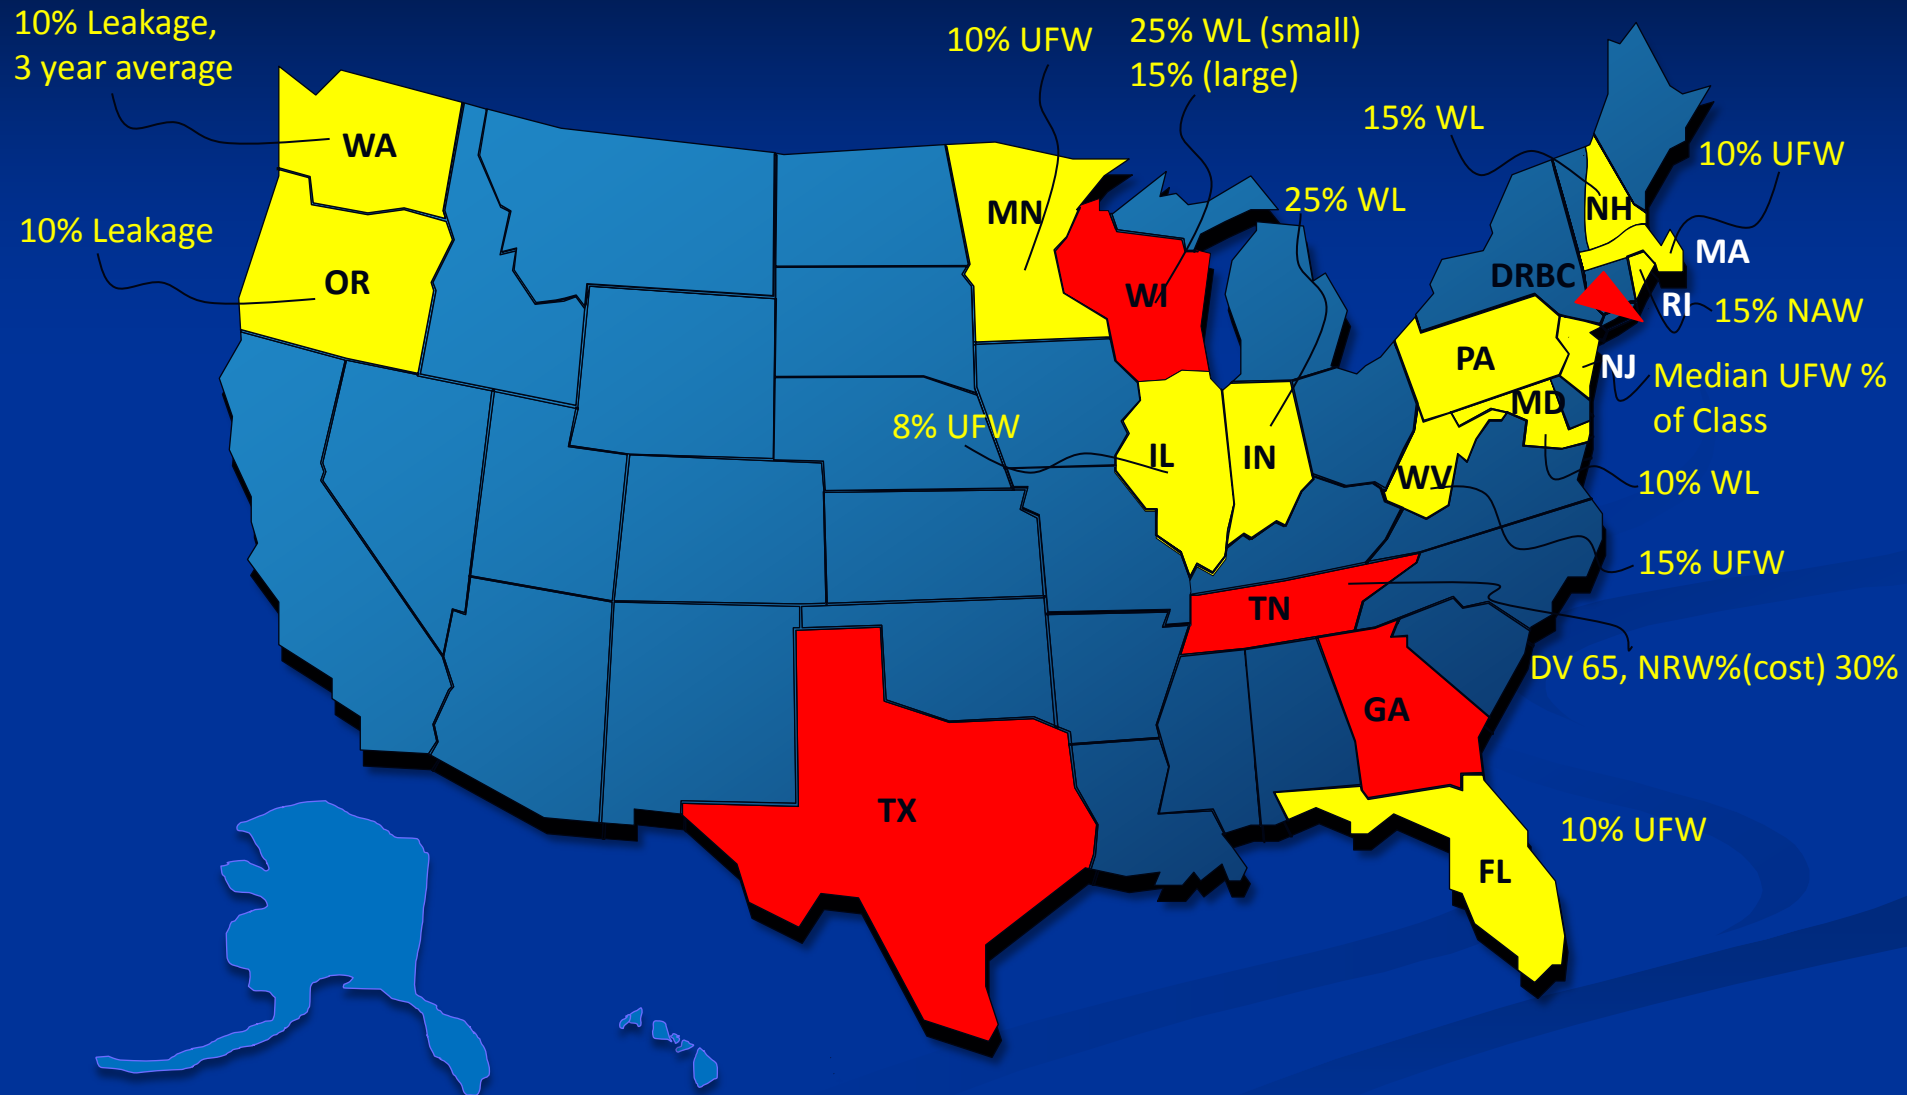 10% Leakage,
3 year average
10% UFW
25% WL (small)
15% (large)
15% WL
10% UFW
WA
MN
25% WL
NH
10% Leakage
OR
MA
DRBC
WI
RI
15% NAW
PA
NJ
Median UFW %
of Class
MD
8% UFW
IL
IN
WV
10% WL
15% UFW
TN
DV 65, NRW%(cost) 30%
GA
TX
10% UFW
FL